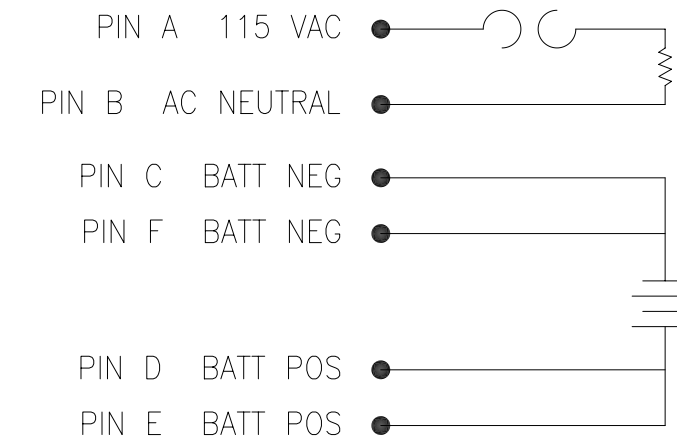 PIN A 115 VAC
PIN B AC NEUTRAL
PIN C BATT NEG
PIN F BATT NEG
PIN D BATT POS
PIN E BATT POS